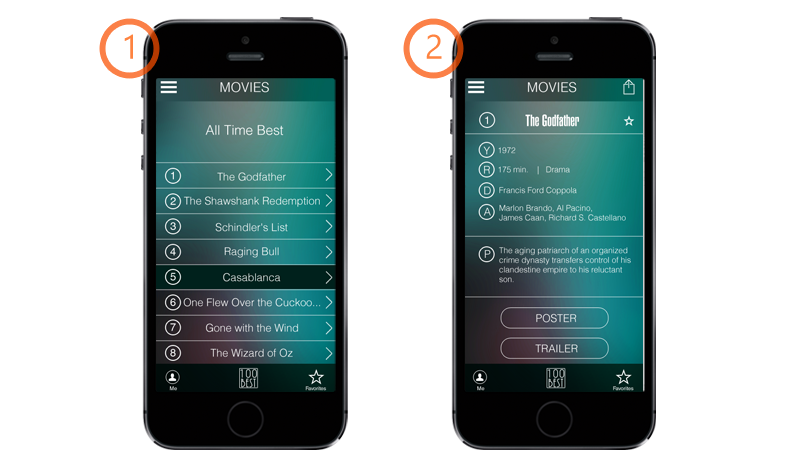 1
MOVIES
All Time Best
1 The Godfather
2 The Shawshank Redemption
3 Schindler's List
4 Raging Bull
5 Casablanca
6 One Flew Over the Cuckoo...
7 Gone with the Wind
8 The Wizard of Oz
Me
100
BEST
Favorites
2
MOVIES
1 The Godfather
Y 1972
R 175 min. | Drama
D Francis Ford Coppola
A Marlon Brando, Al Pacino,
James Caan, Richard S. Castellano
P The aging patriarch of an organized
crime dynasty transfers control of his
clandestine empire to his reluctant
son.
POSTER
TRAILER
Me
100
BEST
Favorites